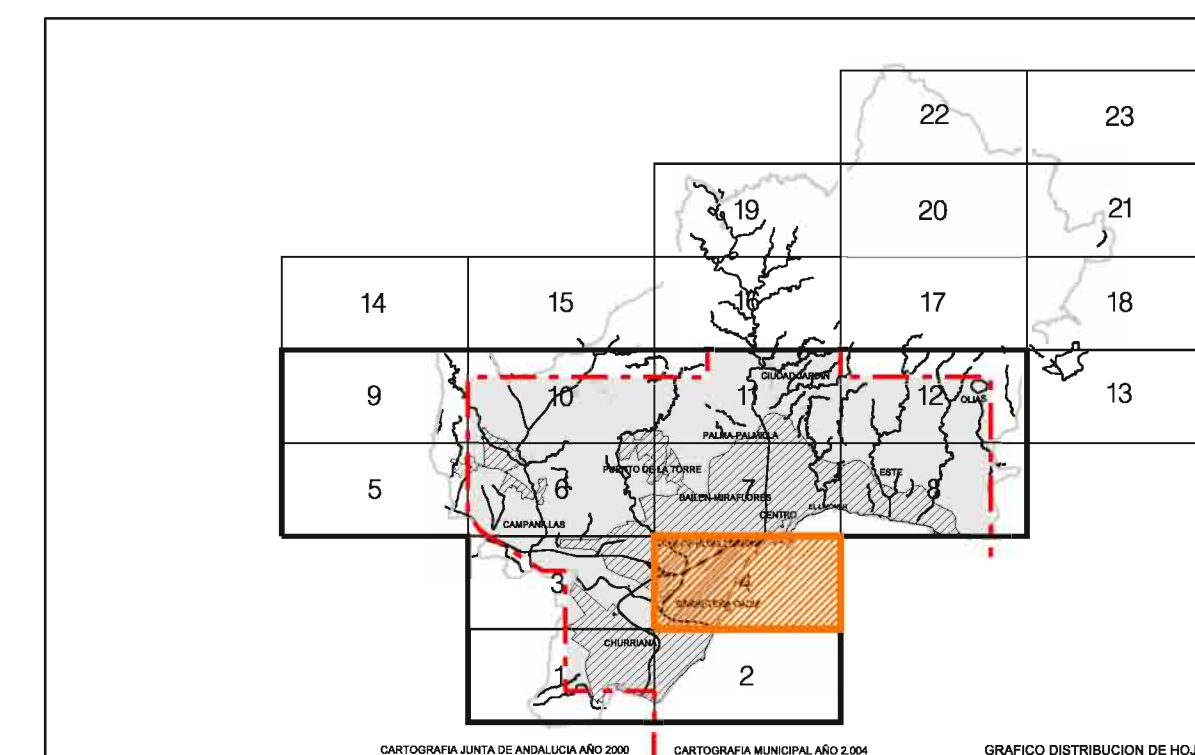 22 23
19 20 21
14 15 16 17 18
CIUDAD JARDIN
9 10 11 12 13
OLIAS
PALMA-PALMILLA
PUERTO DE LA TORRE ESTE
5 6 7 8
BAILEN-MIRAFLORES
CENTRO
CAMPANILLAS
3 4
CHURRIANA
1 2
CARTOGRAFIA JUNTA DE ANDALUCIA AÑO 2000 CARTOGRAFIA MUNICIPAL AÑO 2.004 GRAFICO DISTRIBUCION DE HOJ